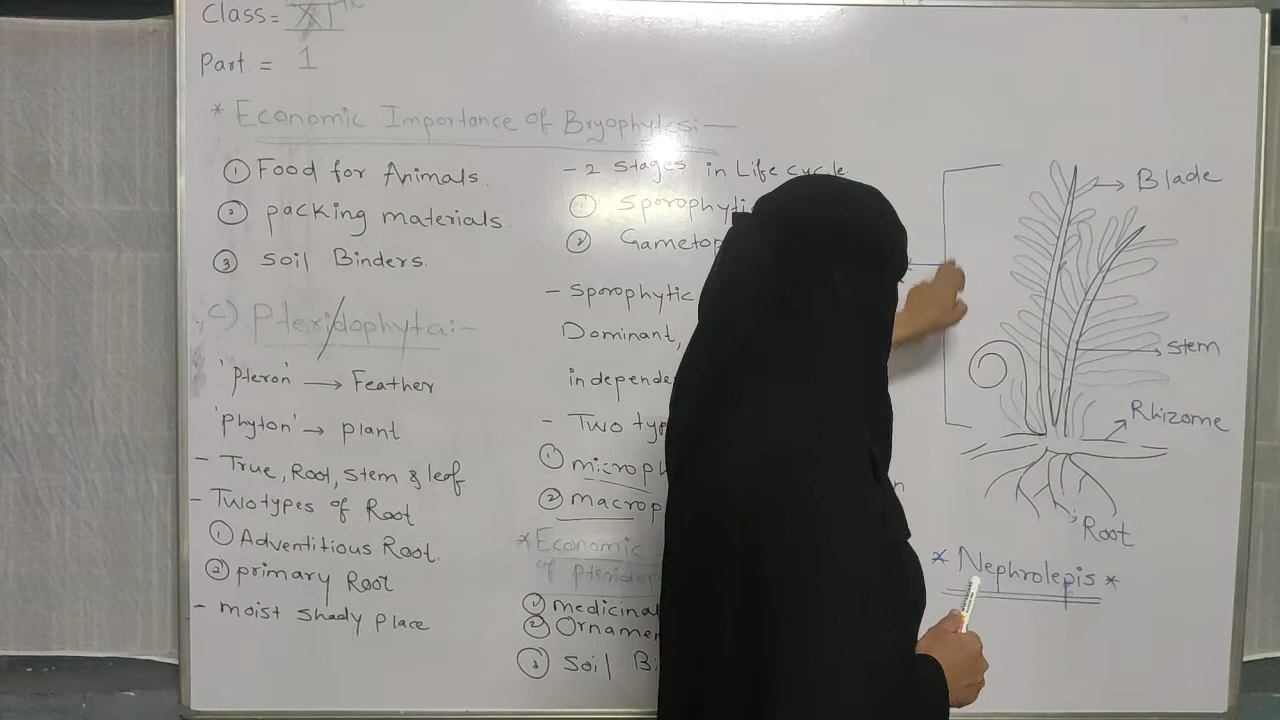 Class = XI th
Part = 1
* Economic Importance of Bryophytes:-
① Food for Animals.
② packing materials.
③ Soil Binders.
C) Pteridophyta:-
'Pteron' → Feather
'Phyton' → plant
- True, Root, Stem & leaf
- Two types of Root
① Adventitious Root.
② primary Root
- moist shady place
- 2 stages in Life cycle.
① Sporophyti
② Gametop
- Sporophytic
Dominant,
independe
- Two typ
① microph
② macrop
* Economic
of Pteridop
① medicinal
② Orname
③ Soil Bi
n
Blade
Stem
Rhizome
Root
* Nephrolepis *